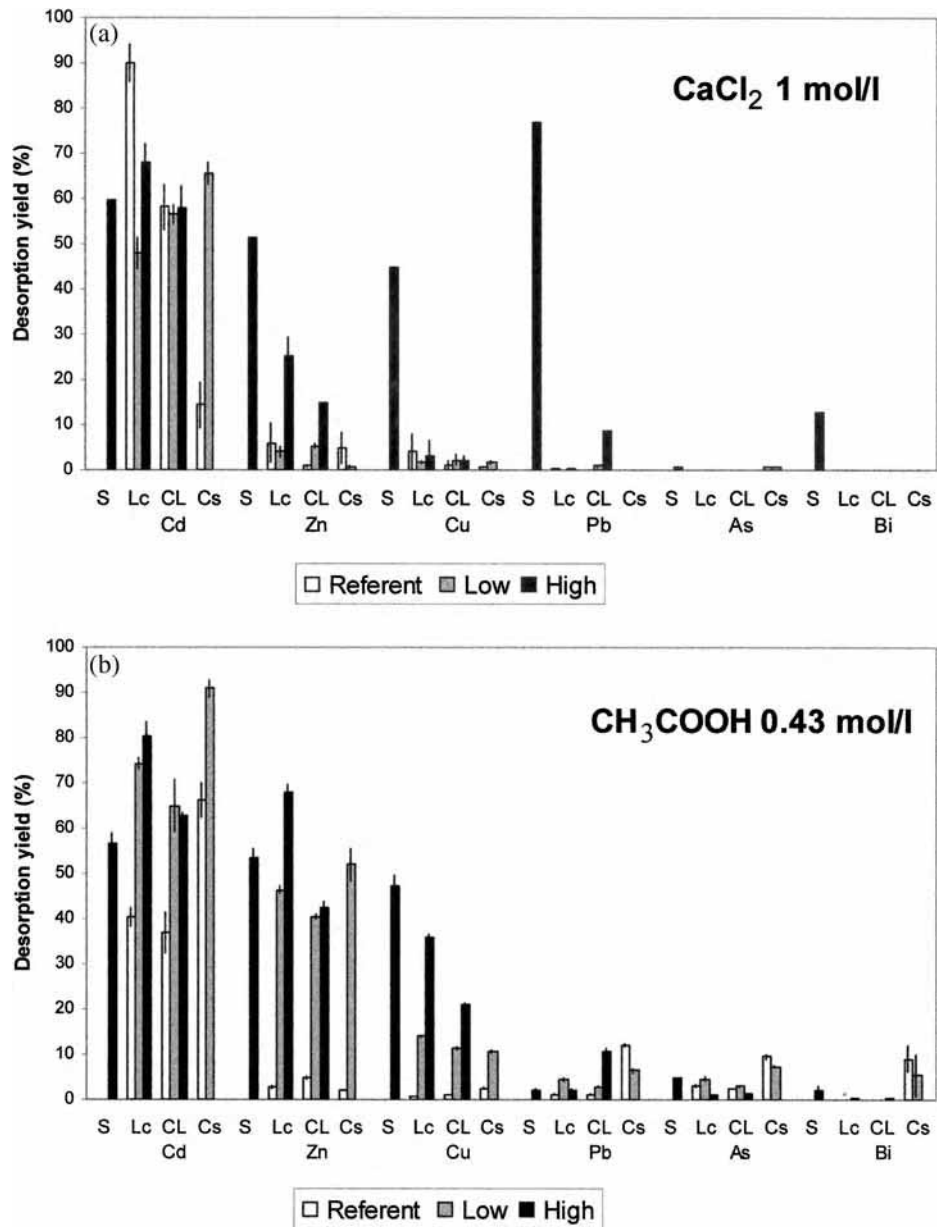 (a)
CaCl₂ 1 mol/l
Desorption yield (%)
100
90
80
70
60
50
40
30
20
10
0
S Lc CL Cs S Lc CL Cs S Lc CL Cs S Lc CL Cs S Lc CL Cs S Lc CL Cs
Cd Zn Cu Pb As Bi
Referent Low High
(b)
CH₃COOH 0.43 mol/l
Desorption yield (%)
100
90
80
70
60
50
40
30
20
10
0
S Lc CL Cs S Lc CL Cs S Lc CL Cs S Lc CL Cs S Lc CL Cs S Lc CL Cs
Cd Zn Cu Pb As Bi
Referent Low High